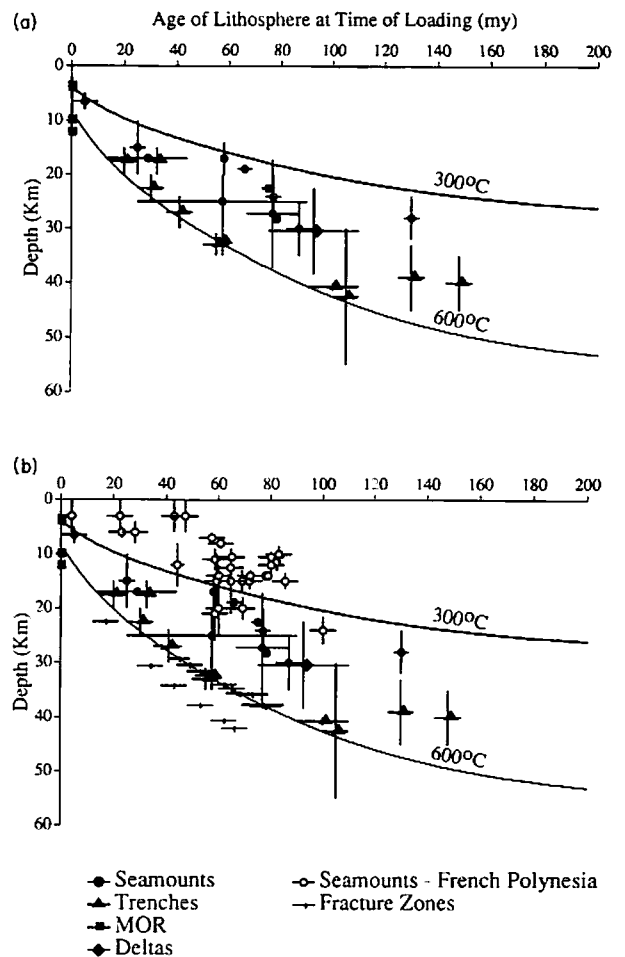 (a)
Age of Lithosphere at Time of Loading (my)
0 20 40 60 80 100 120 140 160 180 200
0
10
20
30
40
50
60
Depth (Km)
300°C
600°C
(b)
0 20 40 60 80 100 120 140 160 180 200
0
10
20
30
40
50
60
Depth (Km)
300°C
600°C
Seamounts
Trenches
MOR
Deltas
Seamounts - French Polynesia
Fracture Zones